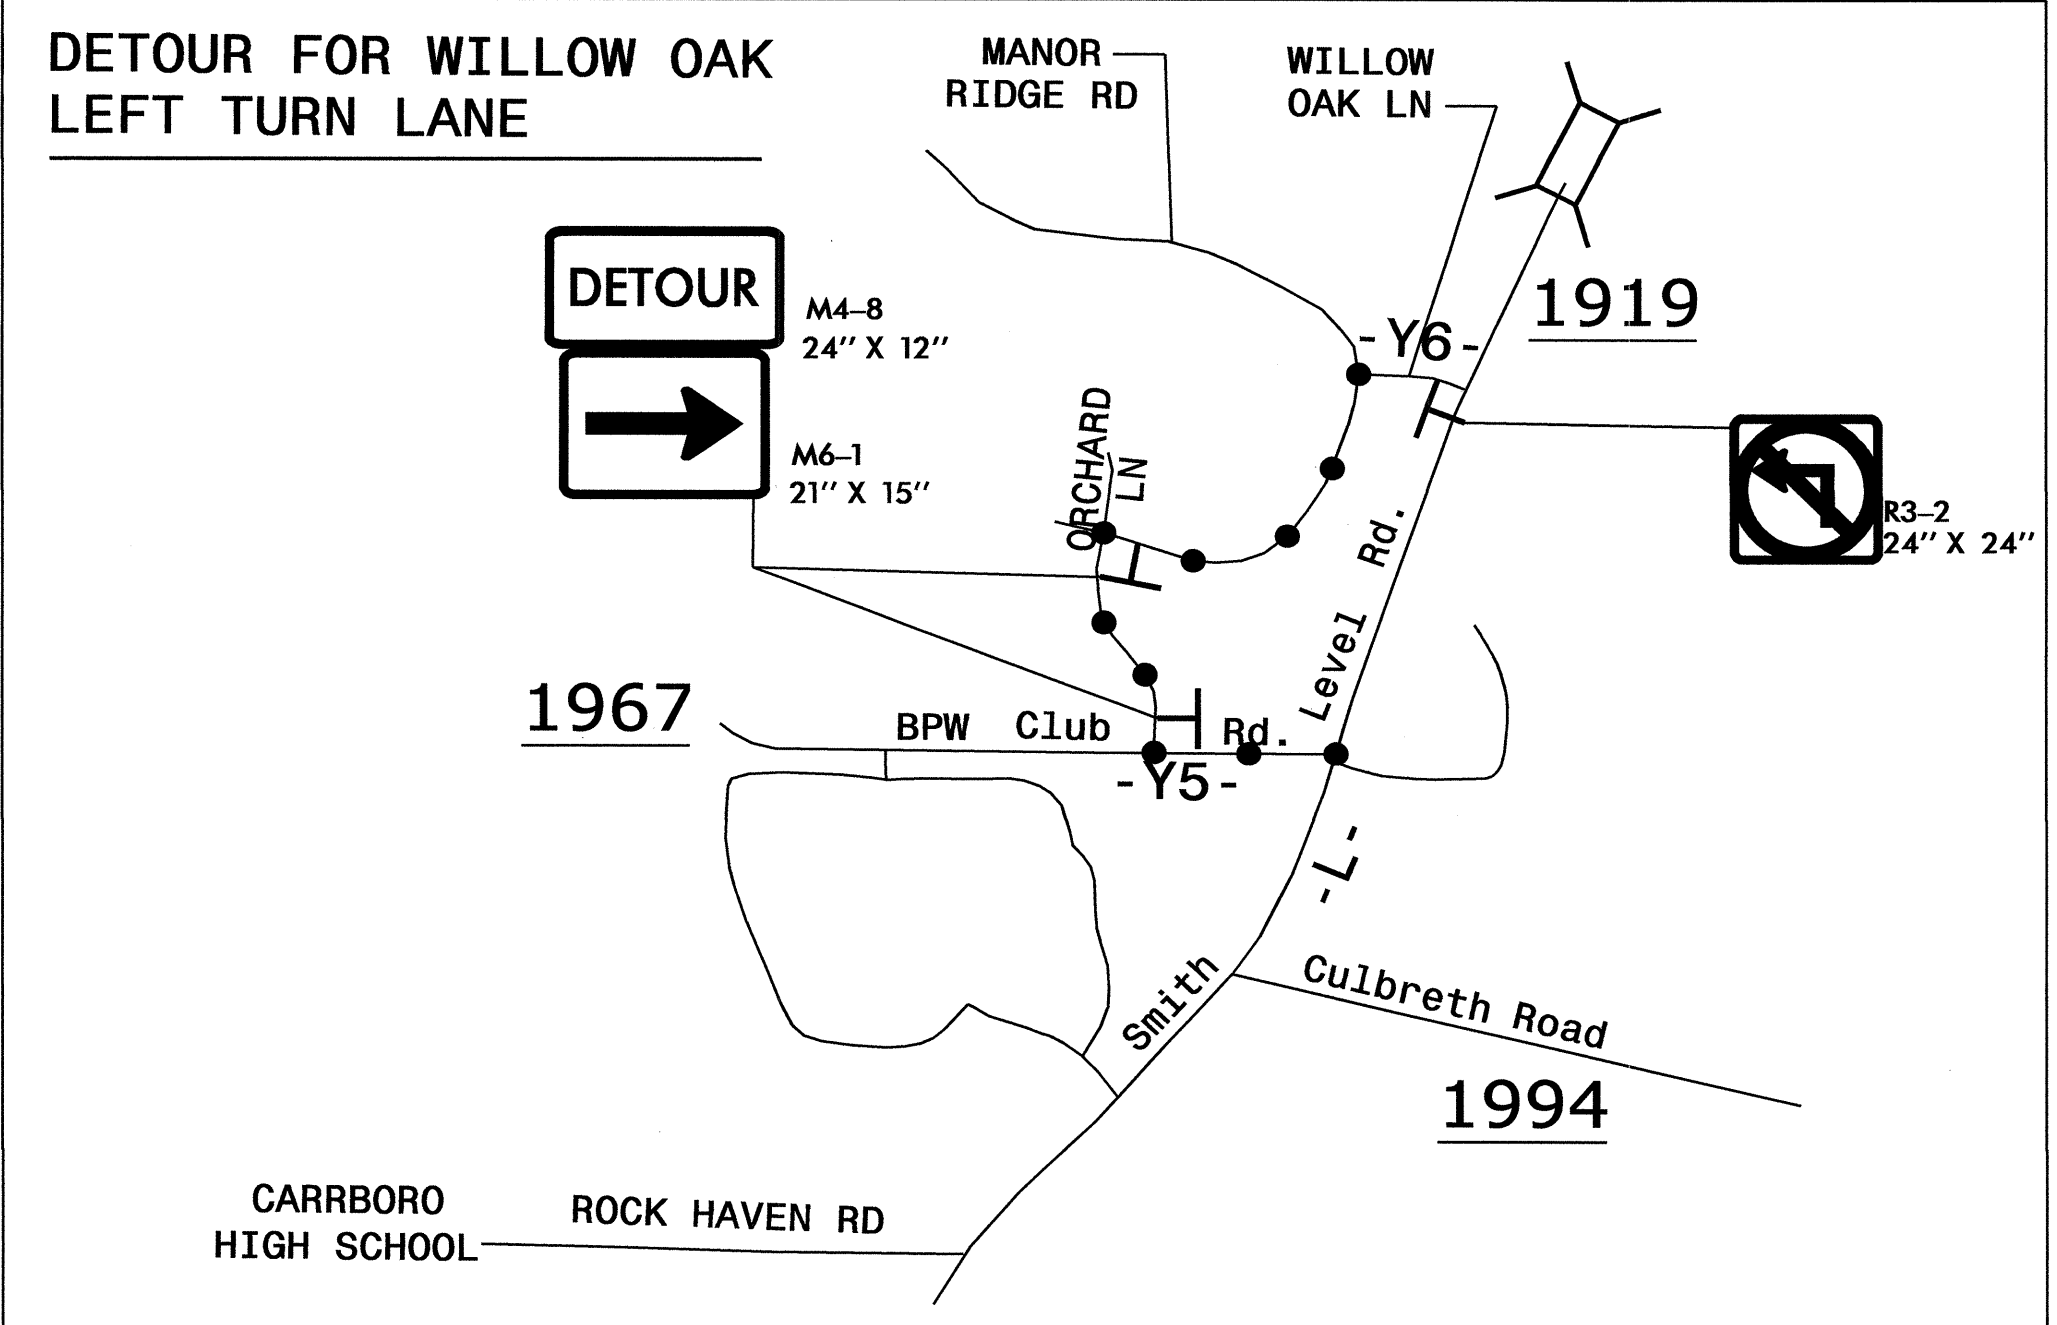 DETOUR FOR WILLOW OAK
LEFT TURN LANE
MANOR
RIDGE RD
WILLOW
OAK LN
DETOUR
M4-8
24" X 12"
M6-1
21" X 15"
1919
-Y6-
ORCHARD
LN
R3-2
24" X 24"
Level Rd.
1967
BPW Club Rd.
-Y5-
-L-
Smith
Culbreth Road
1994
CARRBORO
HIGH SCHOOL
ROCK HAVEN RD